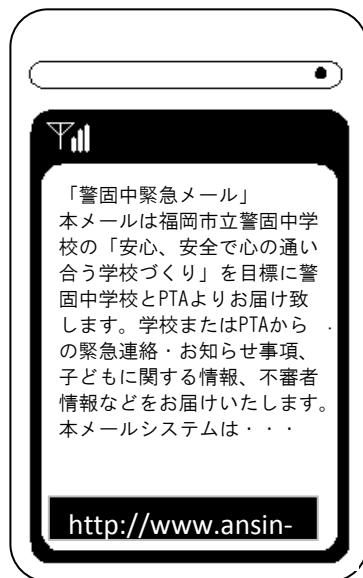 「警固中緊急メール」
本メールは福岡市立警固中学
校の「安心、安全で心の通い
合う学校づくり」を目標に警
固中学校とPTAよりお届け致
します。学校またはPTAから
の緊急連絡・お知らせ事項、
子どもに関する情報、不審者
情報などをお届けいたします。
本メールシステムは・・・
http://www.ansin-